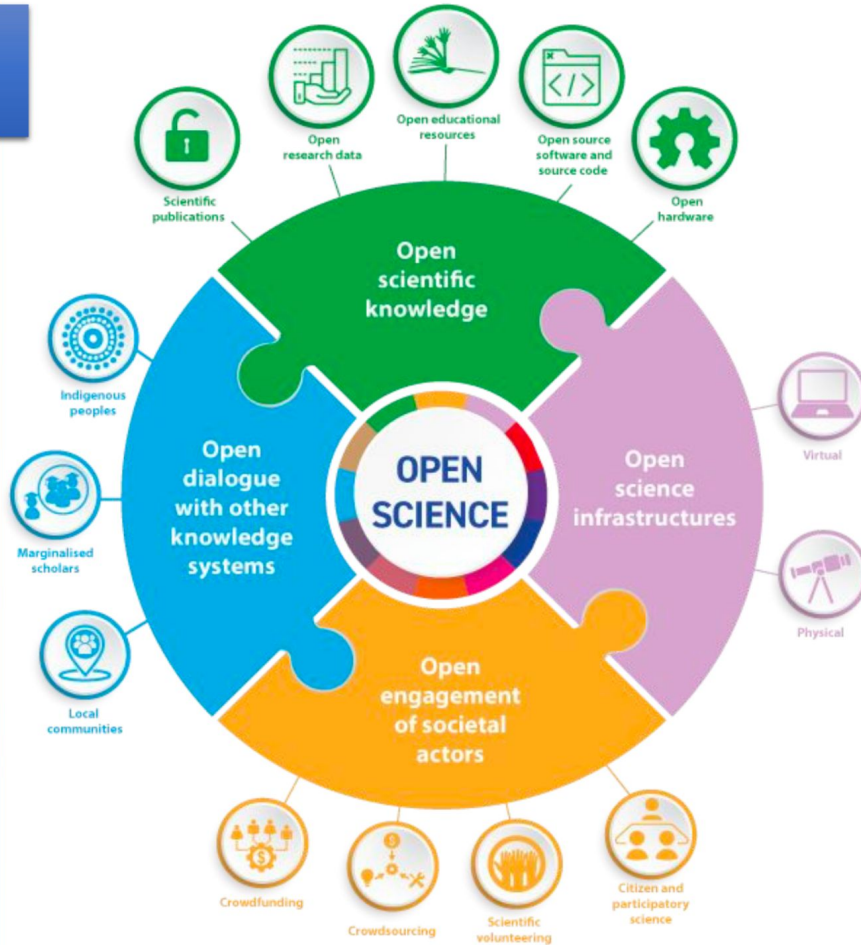 Open
research data
Open educational
resources
Open source
software and
source code
Scientific
publications
Open
hardware
Open
scientific
knowledge
Indigenous
peoples
Open
dialogue
with other
knowledge
systems
OPEN
SCIENCE
Open
science
infrastructures
Virtual
Marginalised
scholars
Physical
Local
communities
Open
engagement
of societal
actors
Crowdfunding
Crowdsourcing
Scientific
volunteering
Citizen and
participatory
science